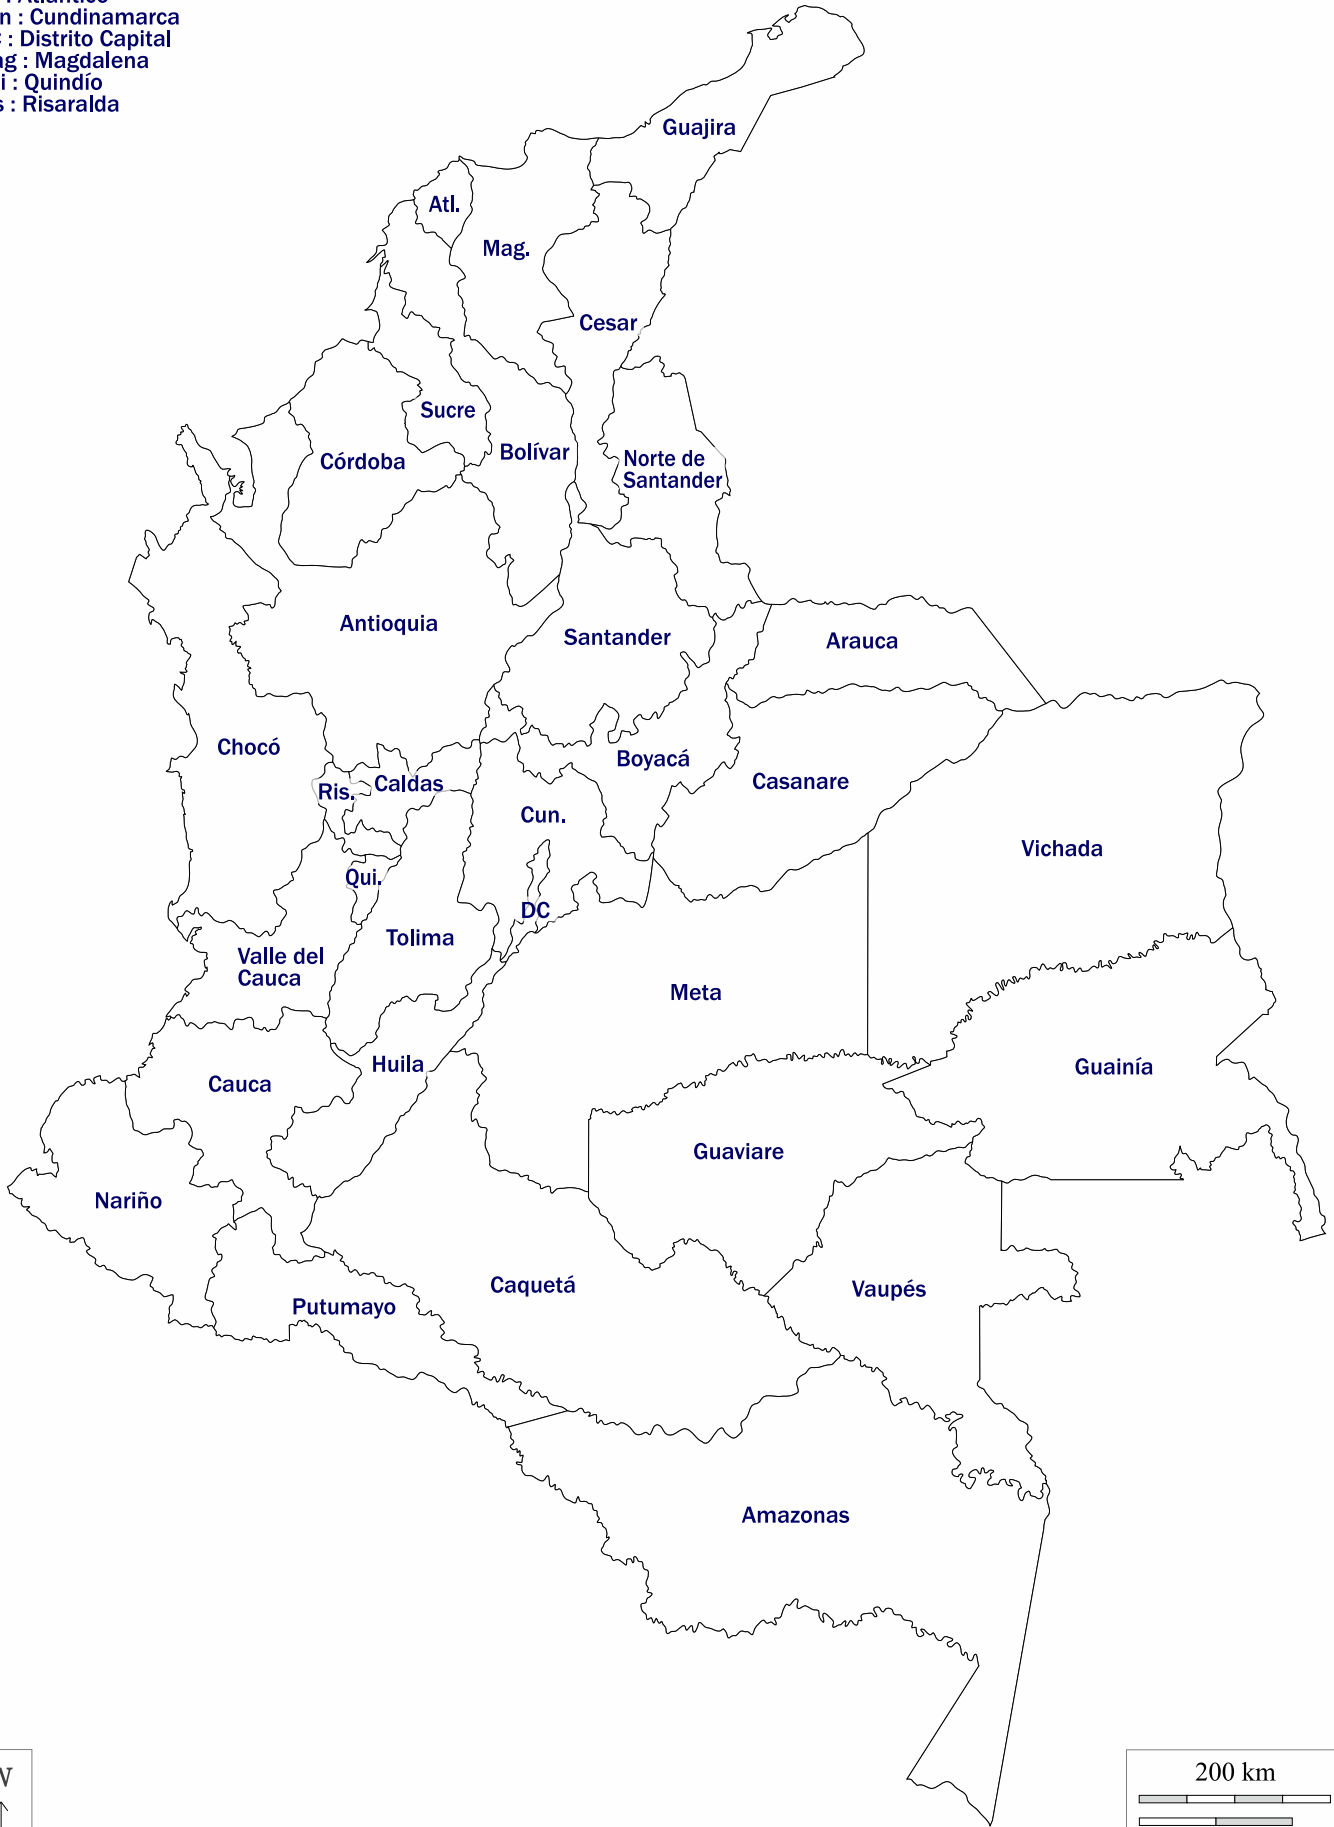 : Atlántico
n : Cundinamarca
: Distrito Capital
g : Magdalena
i : Quindío
s : Risaralda
Guajira
Atl.
Mag.
Cesar
Sucre
Córdoba
Bolívar
Norte de
Santander
Antioquia
Santander
Arauca
Chocó
Boyacá
Ris.
Caldas
Casanare
Cun.
Vichada
Qui.
DC
Tolima
Valle del
Cauca
Meta
Huila
Guainía
Cauca
Guaviare
Nariño
Caquetá
Vaupés
Putumayo
Amazonas
200 km